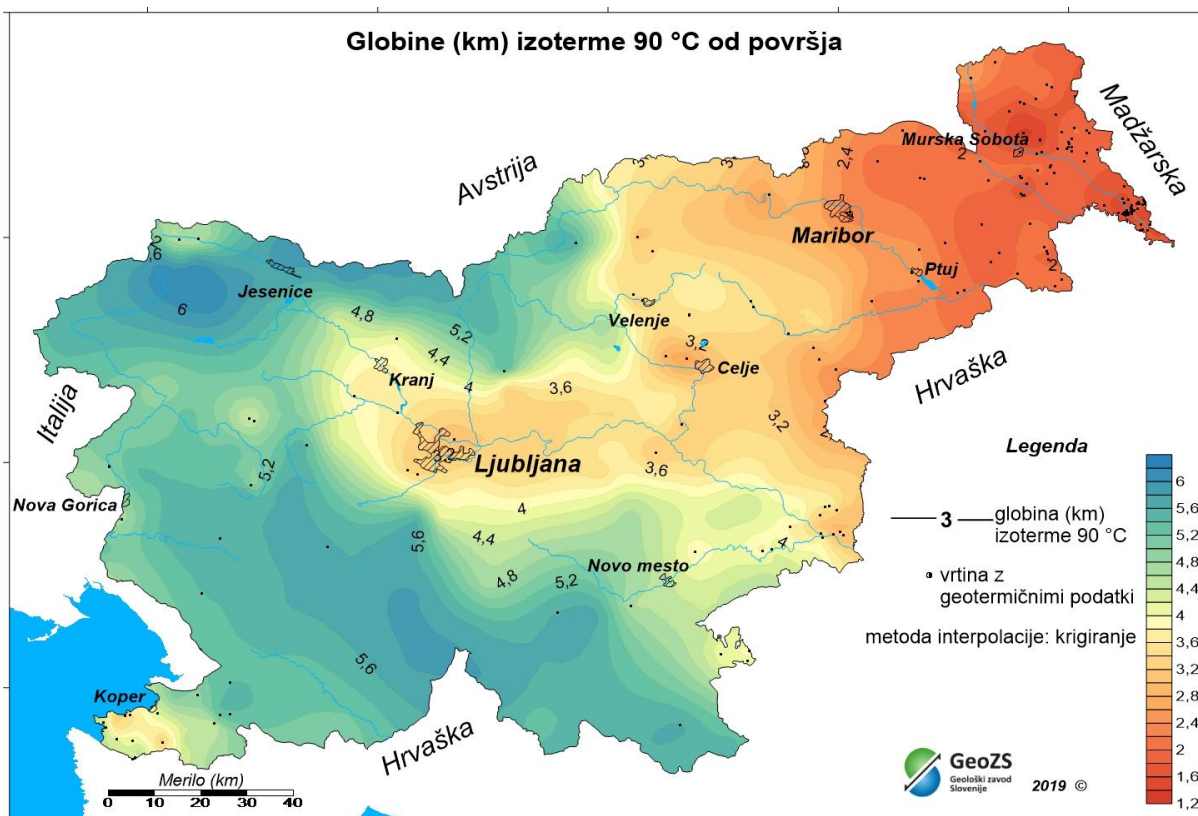 Globine (km) izoterme 90 °C od površja
Avstrija
Madžarska
Murska Sobota
2
2,4
Maribor
Ptuj
2
Jesenice
6
4,8
5,2
4,4
4
Kranj
3,6
Velenje
3,2
Celje
Hrvaška
3,2
Italija
5,2
Ljubljana
3,6
Nova Gorica
4
4
5,6
4,4
4,8
5,2
Novo mesto
5,6
Koper
Hrvaška
Merilo (km)
0 10 20 30 40
Legenda
3 globina (km)
izoterme 90 °C
vrtina z
geotermičnimi podatki
metoda interpolacije: krigiranje
GeoZS
Geološki zavod
Slovenije
2019 ©
6
5,6
5,2
4,8
4,4
4
3,6
3,2
2,8
2,4
2
1,6
1,2